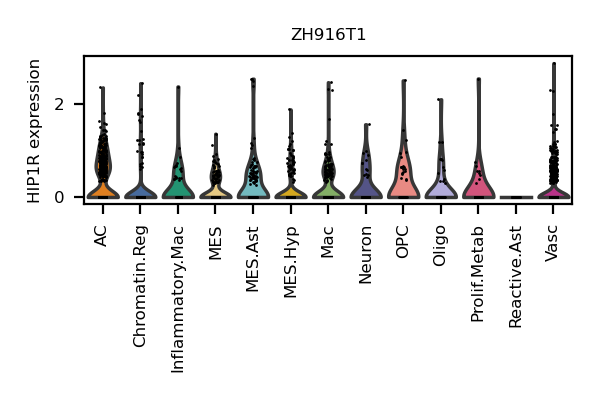 ZH916T1
HIP1R expression
2
0
AC
Chromatin.Reg
Inflammatory.Mac
MES
MES.Ast
MES.Hyp
Mac
Neuron
OPC
Oligo
Prolif.Metab
Reactive.Ast
Vasc